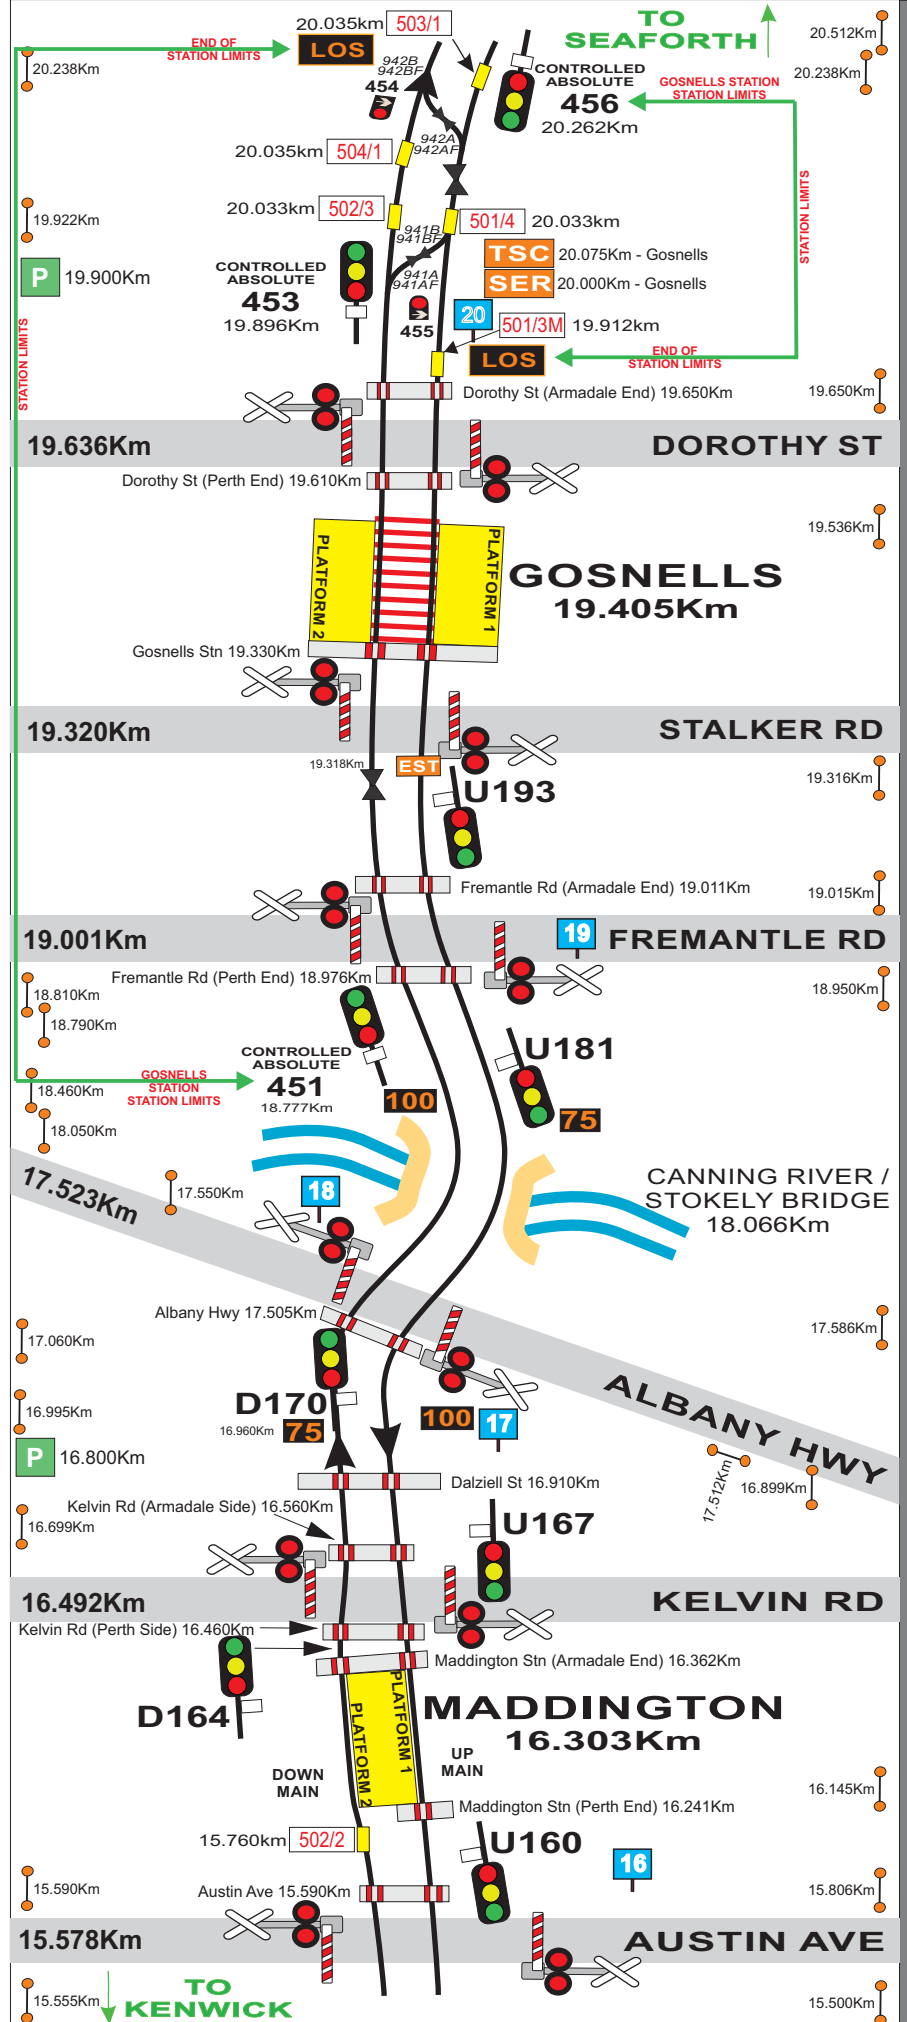 20.035km 503/1
TO
SEAFORTH
20.512Km
END OF
STATION LIMITS
LOS
20.238Km
20.238Km
942B
942BF
454
CONTROLLED
ABSOLUTE
456
20.262Km
GOSNELLS STATION
STATION LIMITS
942A
942AF
20.035km 504/1
STATION LIMITS
19.922Km
20.033km 502/3
501/4 20.033km
941B
941BF
TSC 20.075Km - Gosnells
SER 20.000Km - Gosnells
P 19.900Km
CONTROLLED
ABSOLUTE
453
19.896Km
941A
941AF
455
20
501/3M 19.912km
LOS
END OF
STATION LIMITS
STATION LIMITS
Dorothy St (Armadale End) 19.650Km
19.650Km
19.636Km
DOROTHY ST
Dorothy St (Perth End) 19.610Km
19.536Km
PLATFORM 2
PLATFORM 1
GOSNELLS
19.405Km
Gosnells Stn 19.330Km
19.320Km
STALKER RD
19.318Km
EST
U193
19.316Km
Fremantle Rd (Armadale End) 19.011Km
19.015Km
19.001Km
19
FREMANTLE RD
Fremantle Rd (Perth End) 18.976Km
18.810Km
18.950Km
18.790Km
CONTROLLED
ABSOLUTE
451
18.777Km
GOSNELLS
STATION
STATION LIMITS
U181
18.460Km
100
75
18.050Km
17.523Km
17.550Km
18
CANNING RIVER /
STOKELY BRIDGE
18.066Km
Albany Hwy 17.505Km
17.060Km
17.586Km
D170
16.960Km 75
16.995Km
100
17
ALBANY HWY
P 16.800Km
17.512Km
16.899Km
Dalziell St 16.910Km
Kelvin Rd (Armadale Side) 16.560Km
16.699Km
U167
16.492Km
KELVIN RD
Kelvin Rd (Perth Side) 16.460Km
Maddington Stn (Armadale End) 16.362Km
D164
PLATFORM 1
PLATFORM 2
MADDINGTON
16.303Km
DOWN
MAIN
UP
MAIN
16.145Km
Maddington Stn (Perth End) 16.241Km
15.760km 502/2
U160
16
15.590Km
Austin Ave 15.590Km
15.806Km
15.578Km
AUSTIN AVE
15.555Km
TO
KENWICK
15.500Km